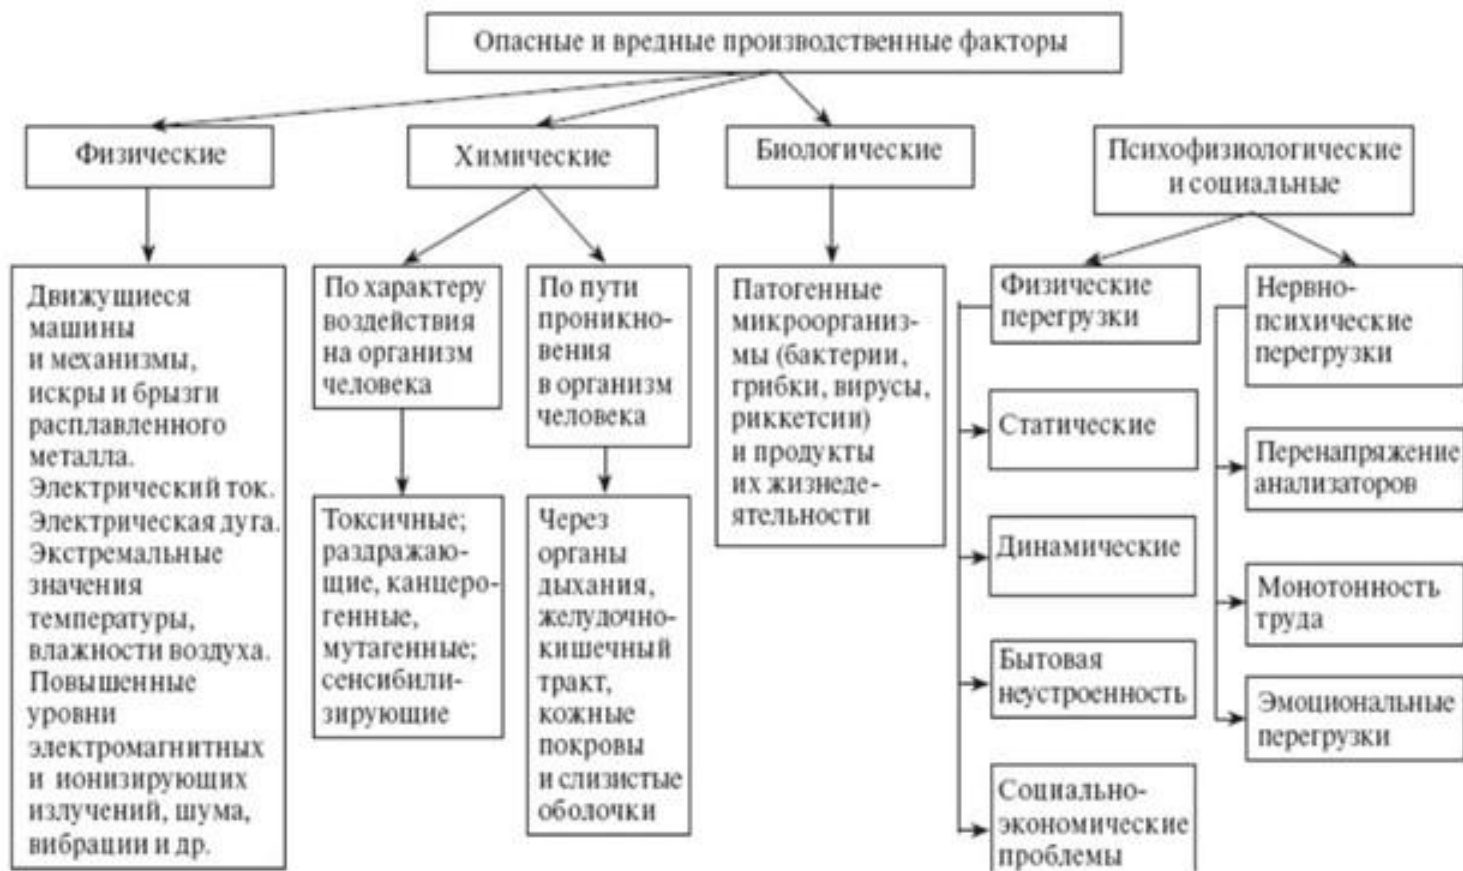 Опасные и вредные производственные факторы
Физические
Химические
Биологические
Психофизиологические
и социальные
Движущиеся
машины
и механизмы,
искры и брызги
расплавленного
металла.
Электрический ток.
Электрическая дуга.
Экстремальные
значения
температуры,
влажности воздуха.
Повышенные
уровни
электромагнитных
и ионизирующих
излучений, шума,
вибрации и др.
По характеру
воздействия
на организм
человека
Токсичные;
раздражаю-
щие, канцеро-
генные,
мутагенные;
сенсибили-
зирующие
По пути
проникно-
вения
в организм
человека
Через
органы
дыхания,
желудочно-
кишечный
тракт,
кожные
покровы
и слизистые
оболочки
Патогенные
микроорганиз-
мы (бактерии,
грибки, вирусы,
риккетсии)
и продукты
их жизнеде-
ятельности
Физические
перегрузки
Статические
Динамические
Бытовая
неустроенность
Социально-
экономические
проблемы
Нервно-
психические
перегрузки
Перенапряжение
анализаторов
Монотонность
труда
Эмоциональные
перегрузки